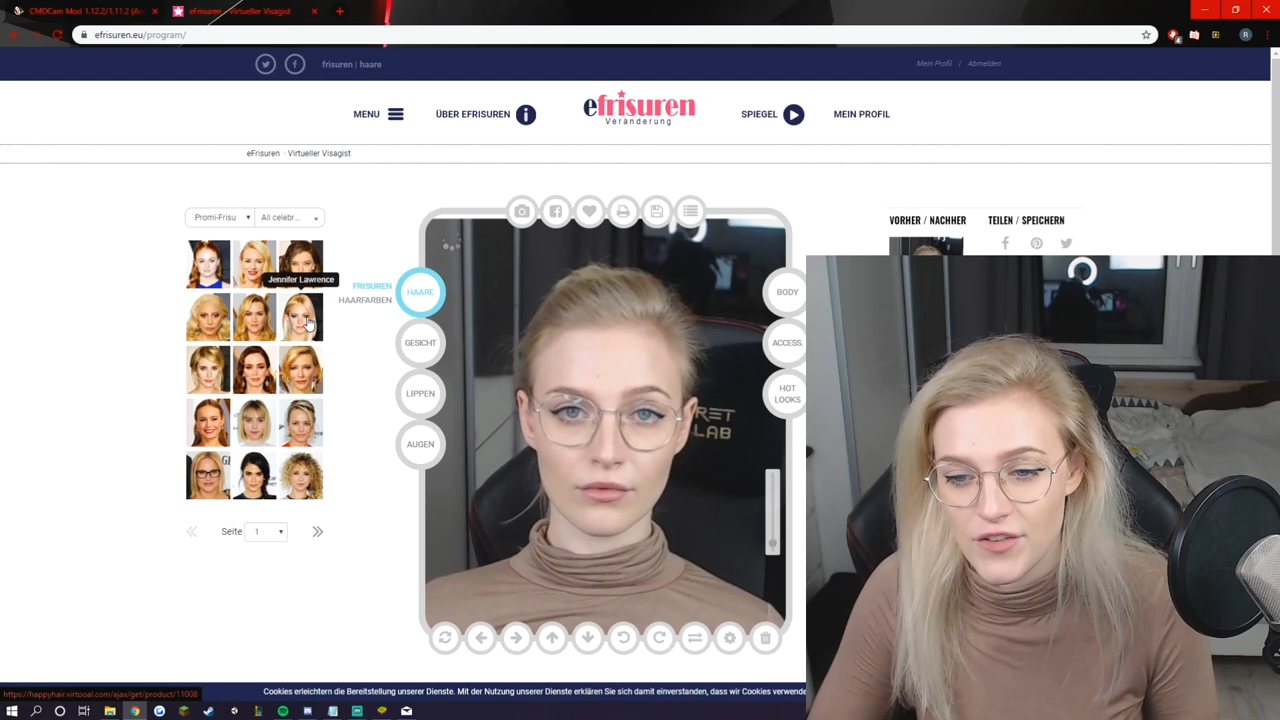 CMDCam Mod 1.12.2/1.11.2 (A
eFrisuren - Virtueller Visagist
efrisuren.eu/program/
frisuren | haare
Mein Profil / Abmelden
MENU
ÜBER EFRISUREN
efrisuren
Veränderung
SPIEGEL
MEIN PROFIL
eFrisuren · Virtueller Visagist
Promi-Frisu
All celebr...
Jennifer Lawrence
FRISUREN
HAARFARBEN
HAARE
GESICHT
LIPPEN
AUGEN
BODY
ACCESS.
HOT LOOKS
VORHER / NACHHER
TEILEN / SPEICHERN
RET
LAB
Seite 1
https://happyhair.virtooal.com/ajax/get/product/11008
Cookies erleichtern die Bereitstellung unserer Dienste. Mit der Nutzung unserer Dienste erklären Sie sich damit einverstanden, dass wir Cookies verwende